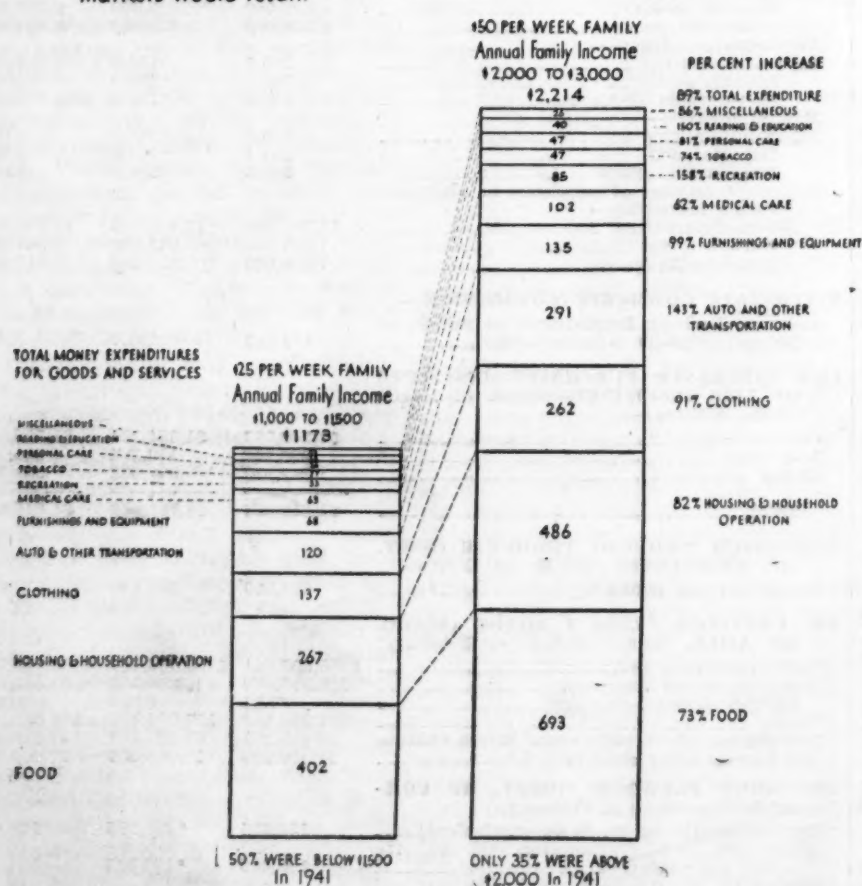 $50 PER WEEK FAMILY
Annual Family Income
$2,000 TO $3,000
$2,214
PER CENT INCREASE
89% TOTAL EXPENDITURE
86% MISCELLANEOUS
150% READING & EDUCATION
81% PERSONAL CARE
74% TOBACCO
158% RECREATION
62% MEDICAL CARE
99% FURNISHINGS AND EQUIPMENT
143% AUTO AND OTHER
TRANSPORTATION
91% CLOTHING
82% HOUSING & HOUSEHOLD
OPERATION
73% FOOD
40
47
47
85
102
135
291
262
486
693
ONLY 35% WERE ABOVE
$2,000 In 1941
TOTAL MONEY EXPENDITURES
FOR GOODS AND SERVICES
$25 PER WEEK FAMILY
Annual Family Income
$1,000 TO $1,500
$1173
MISCELLANEOUS
READING & EDUCATION
PERSONAL CARE
TOBACCO
RECREATION
MEDICAL CARE
FURNISHINGS AND EQUIPMENT
AUTO & OTHER TRANSPORTATION
CLOTHING
HOUSING & HOUSEHOLD OPERATION
FOOD
33
63
68
120
137
267
402
50% WERE BELOW $1500
In 1941